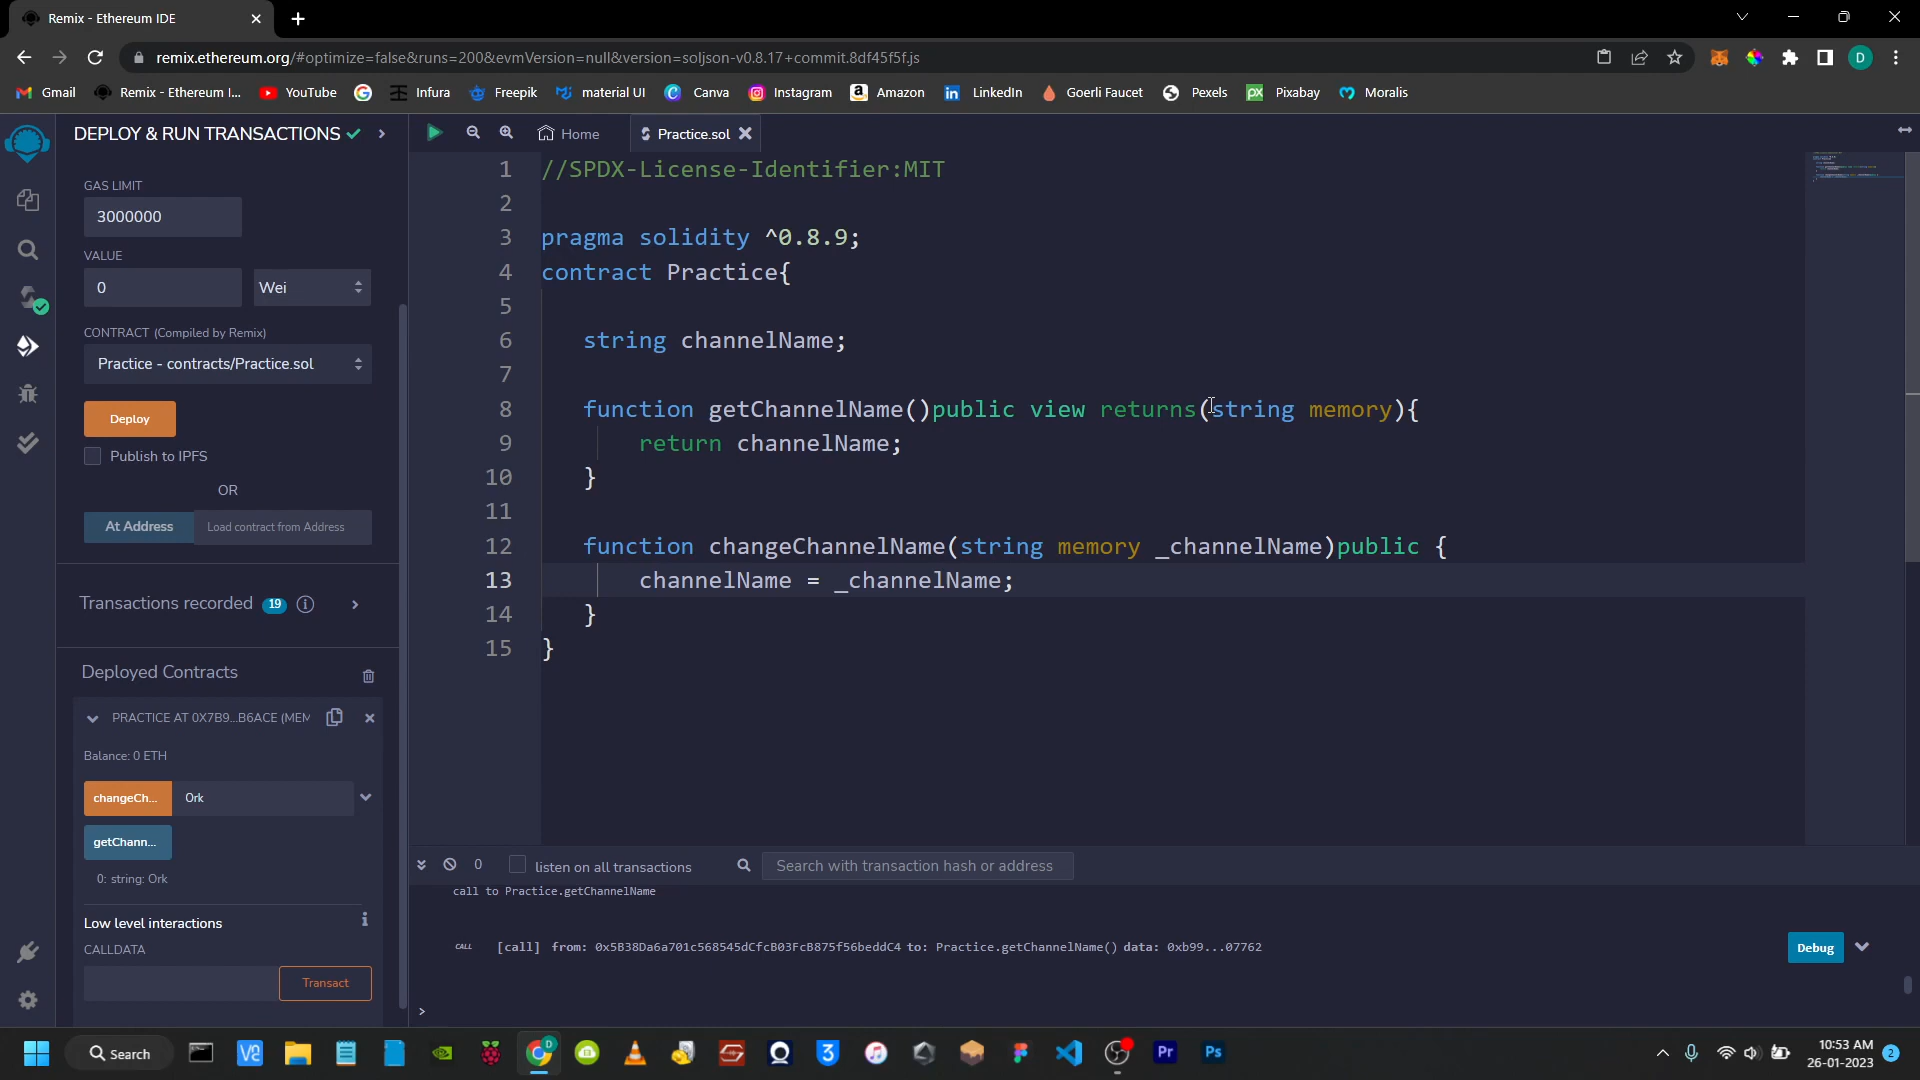 Remix - Ethereum IDE
remix.ethereum.org/#optimize=false&runs=200&evmVersion=null&version=soljson-v0.8.17+commit.8df45f5f.js
D
Gmail Remix - Ethereum I... YouTube Infura Freepik material UI Canva Instagram Amazon LinkedIn Goerli Faucet Pexels Pixabay Moralis
DEPLOY & RUN TRANSACTIONS
GAS LIMIT
3000000
VALUE
0 Wei
CONTRACT (Compiled by Remix)
Practice - contracts/Practice.sol
Deploy
Publish to IPFS
OR
At Address Load contract from Address
Transactions recorded 19
Deployed Contracts
PRACTICE AT 0X7B9...B6ACE (MEM
Balance: 0 ETH
changeCh... Ork
getChann...
0: string: Ork
Low level interactions
CALLDATA
Transact
Home Practice.sol
1 //SPDX-License-Identifier:MIT
2
3 pragma solidity ^0.8.9;
4 contract Practice{
5
6 string channelName;
7
8 function getChannelName()public view returns(string memory){
9 return channelName;
10 }
11
12 function changeChannelName(string memory _channelName)public {
13 channelName = _channelName;
14 }
15 }
0 listen on all transactions Search with transaction hash or address
call to Practice.getChannelName
CALL [call] from: 0x5B38Da6a701c568545dCfcB03FcB875f56beddC4 to: Practice.getChannelName() data: 0xb99...07762 Debug
>
Search
Pr Ps
10:53 AM
26-01-2023 2